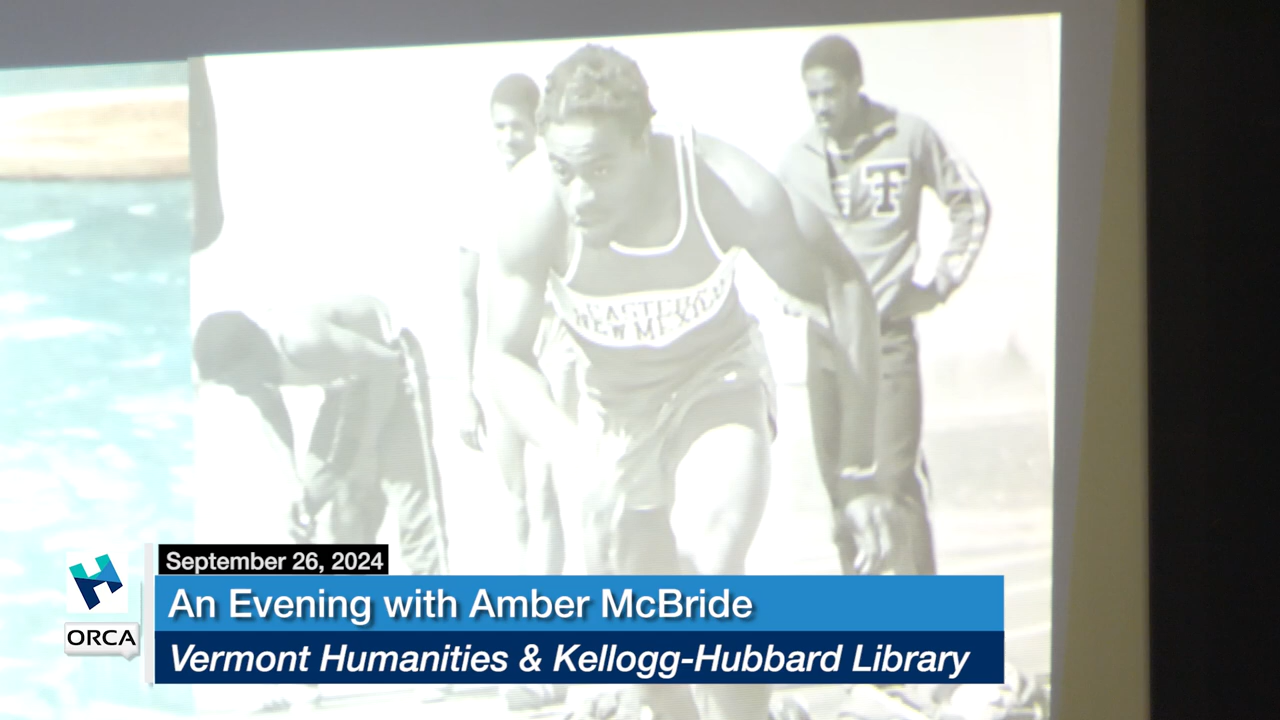 T
EASTERN
NEW MEXICO
September 26, 2024
An Evening with Amber McBride
ORCA
Vermont Humanities & Kellogg-Hubbard Library